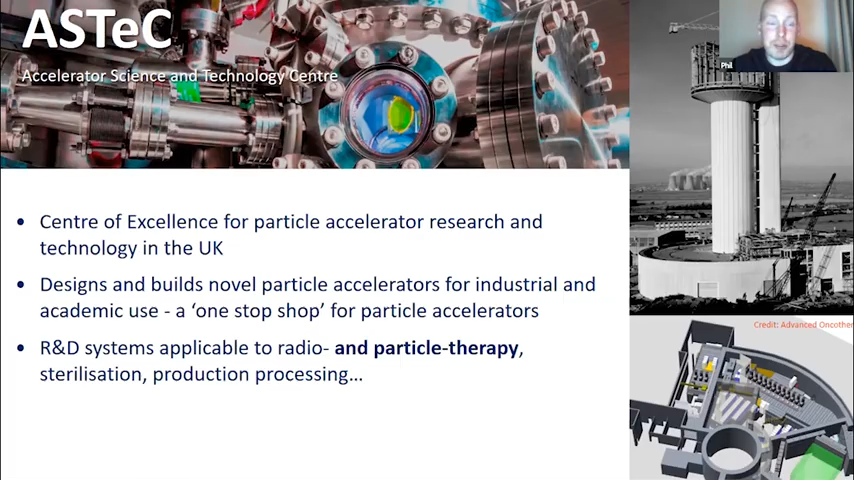 ASTeC
Accelerator Science and Technology Centre
Phil
• Centre of Excellence for particle accelerator research and
technology in the UK
• Designs and builds novel particle accelerators for industrial and
academic use - a ‘one stop shop’ for particle accelerators
• R&D systems applicable to radio- and particle-therapy,
sterilisation, production processing...
Credit: Advanced Oncother